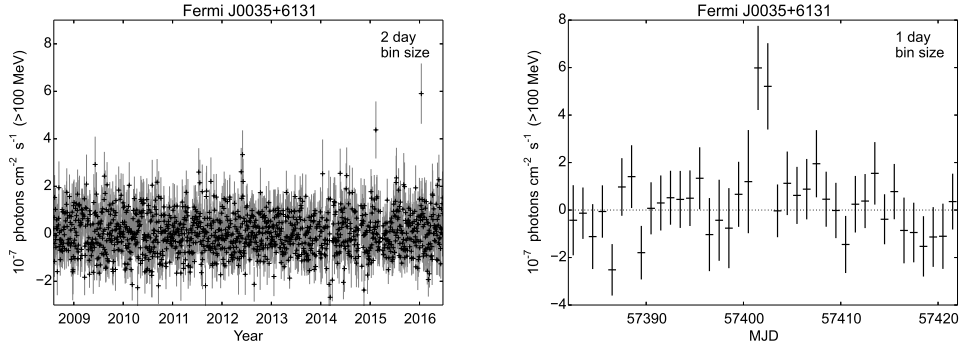 Fermi J0035+6131
2 day
bin size
10⁻⁷ photons cm⁻² s⁻¹ (>100 MeV)
8
6
4
2
0
−2
2009 2010 2011 2012 2013 2014 2015 2016
Year
Fermi J0035+6131
1 day
bin size
10⁻⁷ photons cm⁻² s⁻¹ (>100 MeV)
8
6
4
2
0
−2
−4
57390 57400 57410 57420
MJD